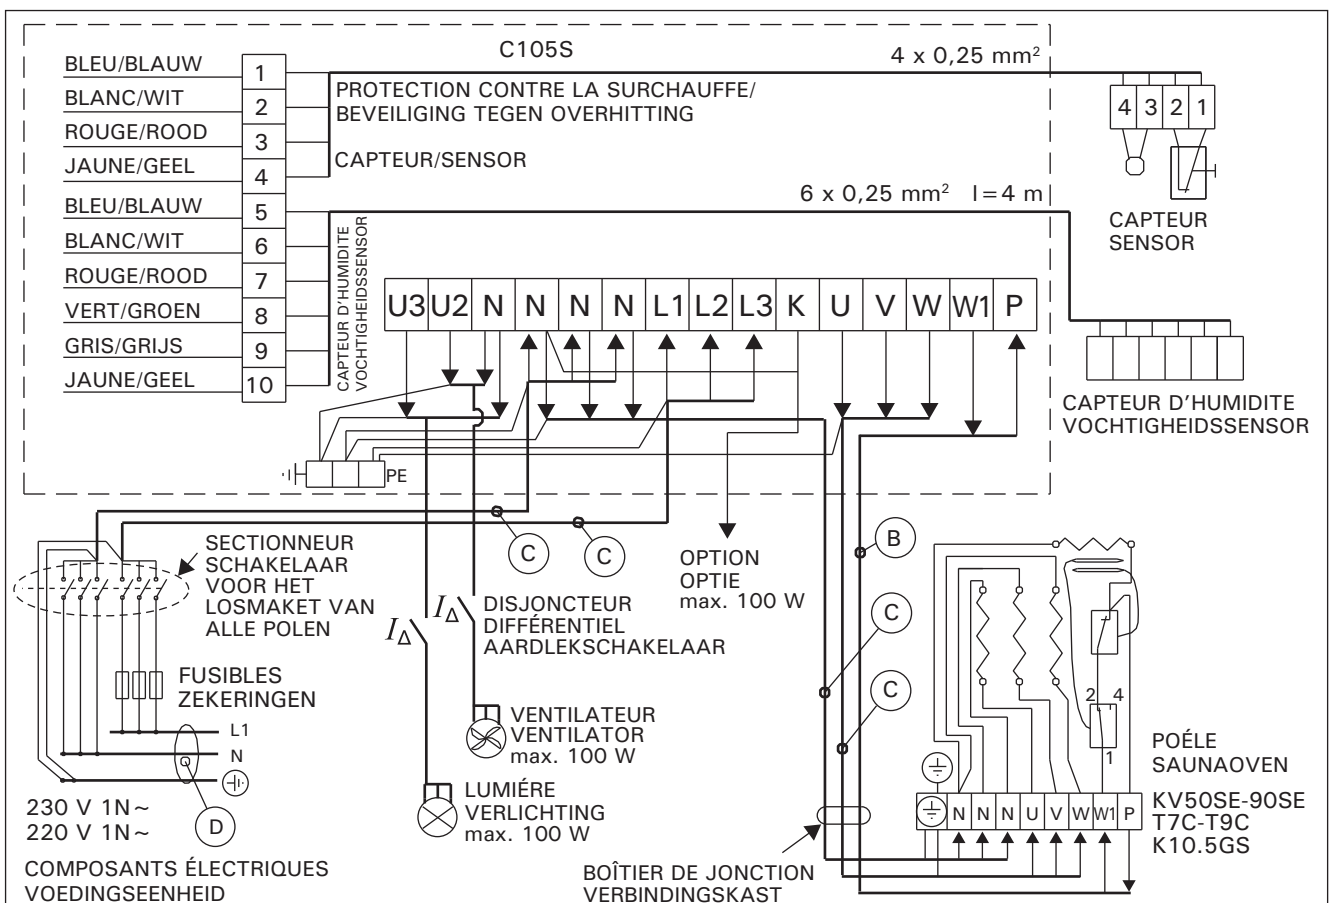 C105S
4 x 0,25 mm²
BLEU/BLAUW 1
BLANC/WIT 2
ROUGE/ROOD 3
JAUNE/GEEL 4
BLEU/BLAUW 5
BLANC/WIT 6
ROUGE/ROOD 7
VERT/GROEN 8
GRIS/GRIJS 9
JAUNE/GEEL 10
PROTECTION CONTRE LA SURCHAUFFE/
BEVEILIGING TEGEN OVERHITTING
CAPTEUR/SENSOR
4 3 2 1
CAPTEUR
SENSOR
6 x 0,25 mm² l=4 m
CAPTEUR D'HUMIDITE
VOCHTIGHEIDSSENSOR
U3 U2 N N N N L1 L2 L3 K U V W W1 P
CAPTEUR D'HUMIDITE
VOCHTIGHEIDSSENSOR
PE
SECTIONNEUR
SCHAKELAAR
VOOR HET
LOSMAKET VAN
ALLE POLEN
C
C
OPTION
OPTIE
max. 100 W
B
C
C
I∆
I∆
DISJONCTEUR
DIFFÉRENTIEL
AARDLEKSCHAKELAAR
FUSIBLES
ZEKERINGEN
L1
N
D
230 V 1N~
220 V 1N~
COMPOSANTS ÉLECTRIQUES
VOEDINGSEENHEID
VENTILATEUR
VENTILATOR
max. 100 W
LUMIÉRE
VERLICHTING
max. 100 W
BOÎTIER DE JONCTION
VERBINDINGSKAST
2 4
1
N N N U V W W1 P
POÉLE
SAUNAOVEN
KV50SE-90SE
T7C-T9C
K10.5GS